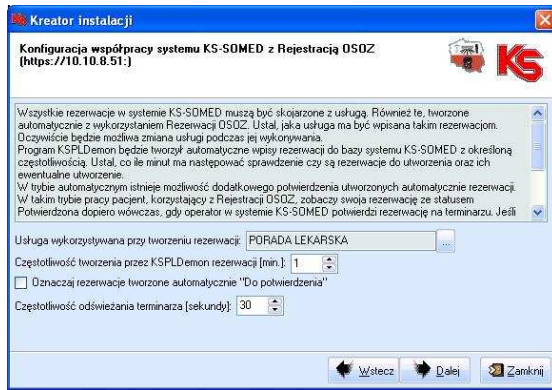 Kreator instalacji
Konfiguracja współpracy systemu KS-SOMED z Rejestracją OSOZ
(https://10.10.8.51:)
KS
Wszystkie rezerwacje w systemie KS-SOMED muszą być skojarzone z usługą. Również te, tworzone
automatycznie z wykorzystaniem Rezerwacji OSOZ. Ustal, jaka usługa ma być wpisana takim rezerwacjom.
Oczywiście będzie możliwa zmiana usługi podczas jej wykonywania.
Program KSPLDemon będzie tworzył automatyczne wpisy rezerwacji do bazy systemu KS-SOMED z określoną
częstotliwością. Ustal, co ile minut ma następować sprawdzenie czy są rezerwacje do utworzenia oraz ich
ewentualne utworzenie.
W trybie automatycznym istnieje możliwość dodatkowego potwierdzenia utworzonych automatycznie rezerwacji.
W takim trybie pracy pacjent, korzystający z Rejestracji OSOZ, zobaczy swoja rezerwację ze statusem
Potwierdzona dopiero wówczas, gdy operator w systemie KS-SOMED potwierdzi rezerwację na terminarzu. Jeśli
Usługa wykorzystywana przy tworzeniu rezerwacji: PORADA LEKARSKA ...
Częstotliwość tworzenia przez KSPLDemon rezerwacji [min.]: 1
Oznaczaj rezerwacje tworzone automatycznie "Do potwierdzenia"
Częstotliwość odświeżania terminarza [sekundy]: 30
Wstecz Dalej Zamknij